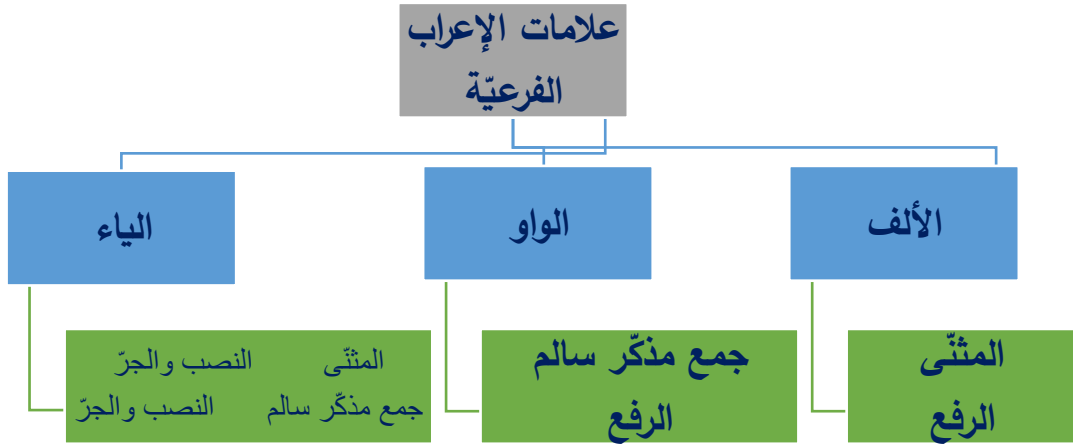 علامات الإعراب
الفرعيّة
الألف
الواو
الياء
المثنّى
الرفع
جمع مذكّر سالم
الرفع
المثنّى النصب والجرّ
جمع مذكّر سالم النصب والجرّ